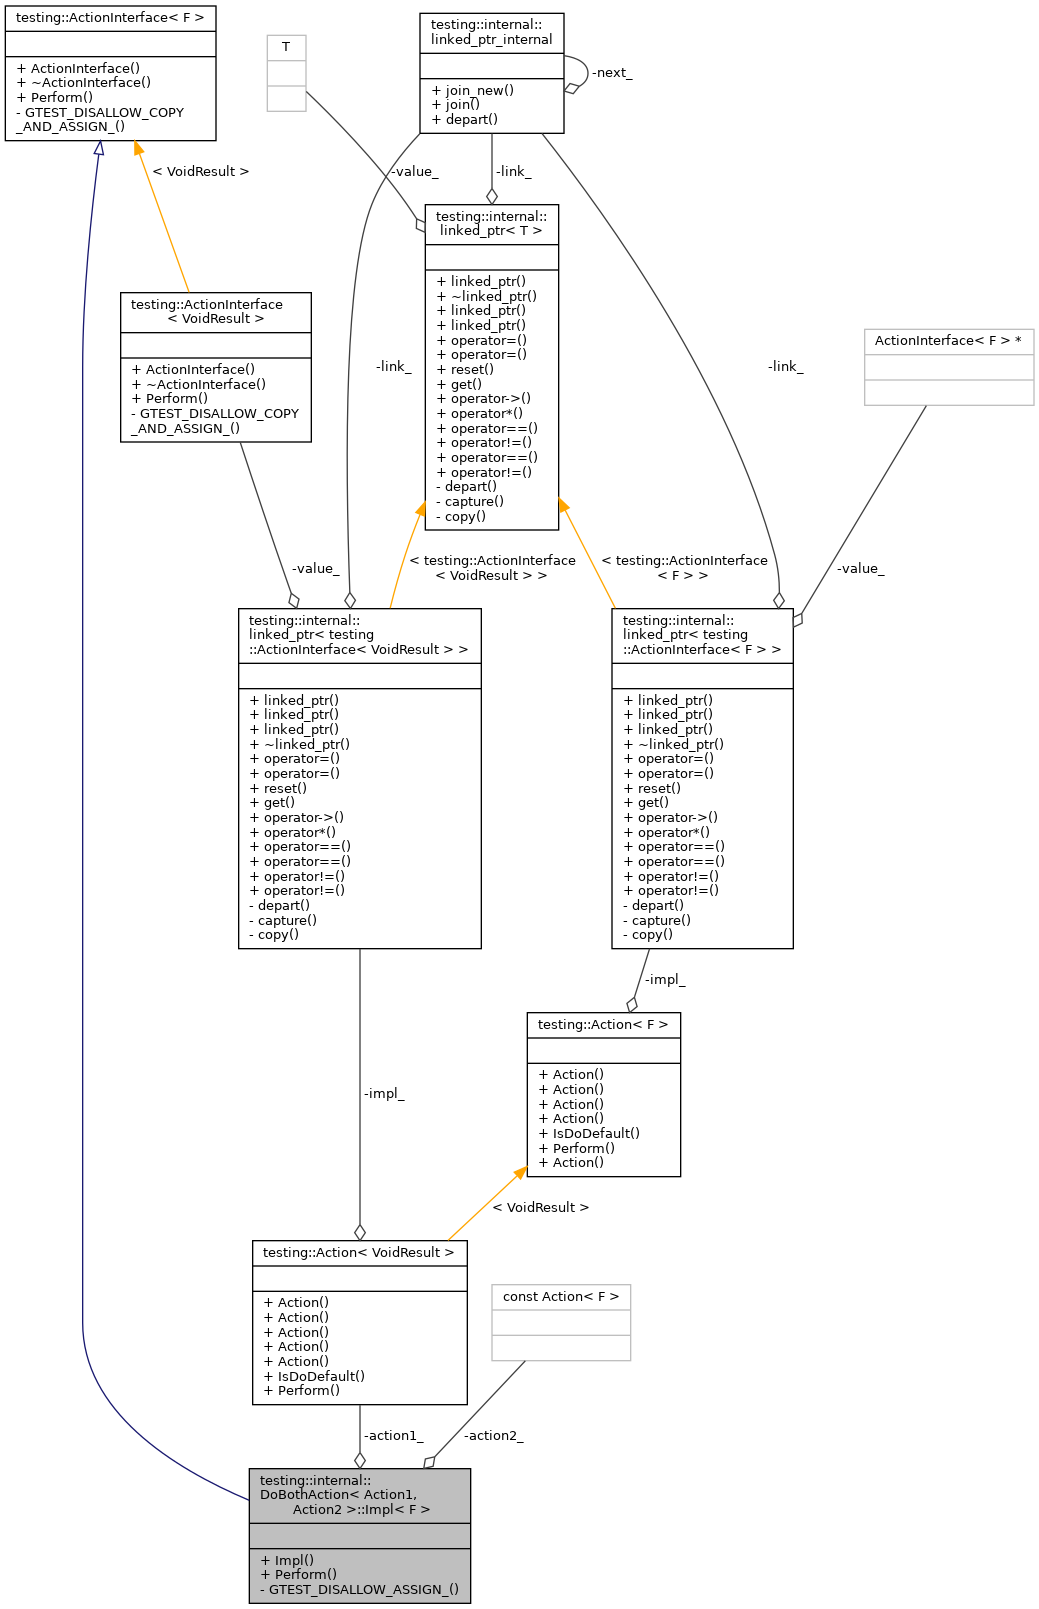 testing::ActionInterface< F >
+ ActionInterface()
+ ~ActionInterface()
+ Perform()
- GTEST_DISALLOW_COPY
_AND_ASSIGN_()
T
testing::internal::
linked_ptr_internal
+ join_new()
+ join()
+ depart()
-next_
< VoidResult >
-value_
-link_
testing::internal::
linked_ptr< T >
+ linked_ptr()
+ ~linked_ptr()
+ linked_ptr()
+ linked_ptr()
+ operator=()
+ operator=()
+ reset()
+ get()
+ operator->()
+ operator*()
+ operator==()
+ operator!=()
+ operator==()
+ operator!=()
- depart()
- capture()
- copy()
testing::ActionInterface
< VoidResult >
+ ActionInterface()
+ ~ActionInterface()
+ Perform()
- GTEST_DISALLOW_COPY
_AND_ASSIGN_()
-link_
-link_
ActionInterface< F > *
-value_
< testing::ActionInterface
< VoidResult > >
< testing::ActionInterface
< F > >
-value_
testing::internal::
linked_ptr< testing
::ActionInterface< VoidResult > >
+ linked_ptr()
+ linked_ptr()
+ linked_ptr()
+ ~linked_ptr()
+ operator=()
+ operator=()
+ reset()
+ get()
+ operator->()
+ operator*()
+ operator==()
+ operator==()
+ operator!=()
+ operator!=()
- depart()
- capture()
- copy()
testing::internal::
linked_ptr< testing
::ActionInterface< F > >
+ linked_ptr()
+ linked_ptr()
+ linked_ptr()
+ ~linked_ptr()
+ operator=()
+ operator=()
+ reset()
+ get()
+ operator->()
+ operator*()
+ operator==()
+ operator==()
+ operator!=()
+ operator!=()
- depart()
- capture()
- copy()
-impl_
testing::Action< F >
+ Action()
+ Action()
+ Action()
+ Action()
+ IsDoDefault()
+ Perform()
+ Action()
-impl_
< VoidResult >
testing::Action< VoidResult >
+ Action()
+ Action()
+ Action()
+ Action()
+ Action()
+ IsDoDefault()
+ Perform()
const Action< F >
-action1_
-action2_
testing::internal::
DoBothAction< Action1,
Action2 >::Impl< F >
+ Impl()
+ Perform()
- GTEST_DISALLOW_ASSIGN_()